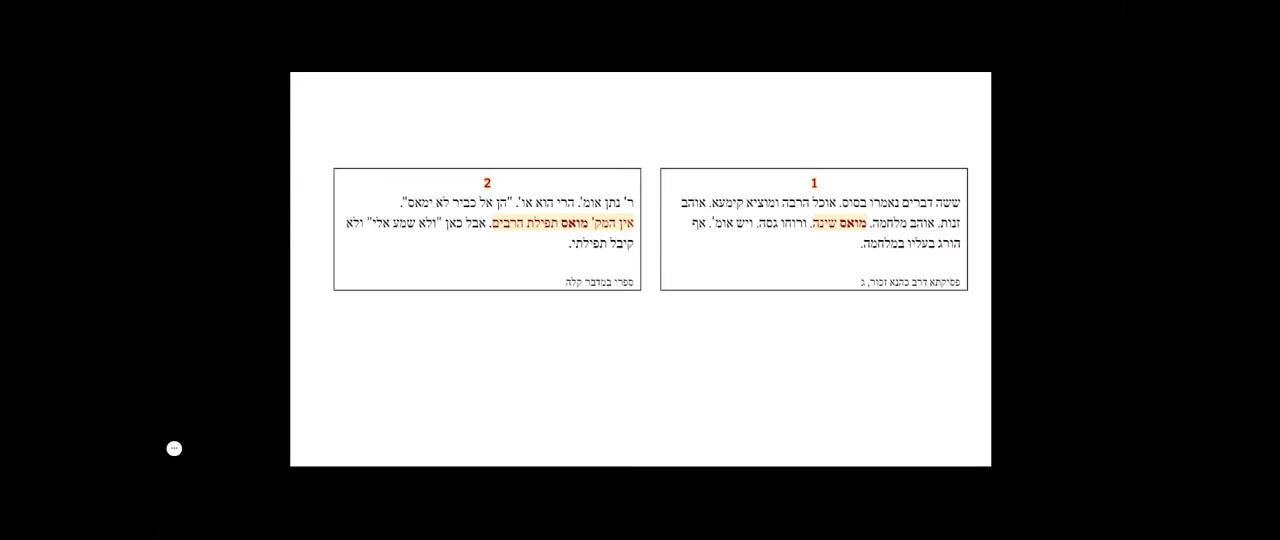 1
ששה דברים נאמרו בסוס. אוכל הרבה ומוציא קימעא. אוהב
זנות. אוהב מלחמה. מואס שינה. ורוחו גסה. ויש אומ'. אף
הורג בעליו במלחמה.
פסיקתא דרב כהנא זכור, ג
2
ר' נתן אומ'. הרי הוא או'. "הן אל כביר לא ימאס".
אין המק' מואס תפילת הרבים. אבל כאן "ולא שמע אלי" ולא
קיבל תפילתי.
ספרי במדבר קלה